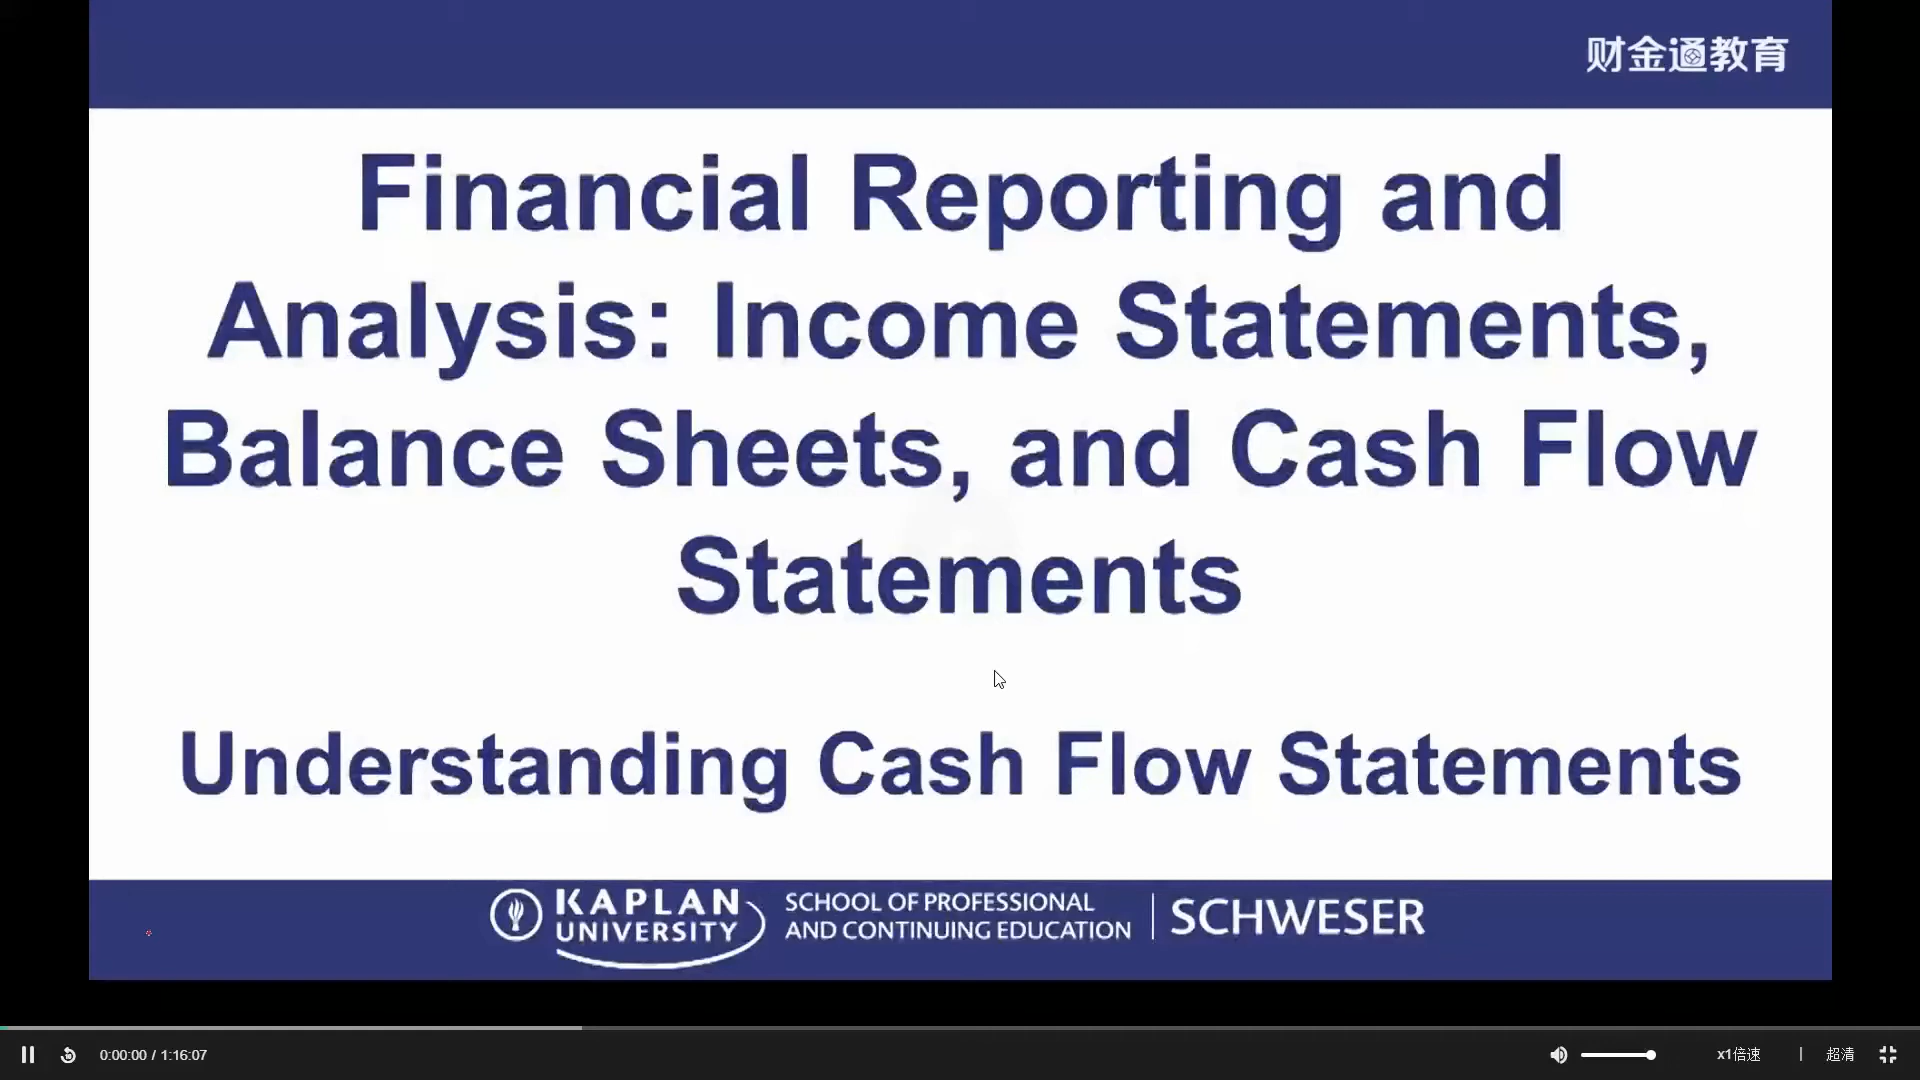 财金通教育
Financial Reporting and
Analysis: Income Statements,
Balance Sheets, and Cash Flow
Statements
Understanding Cash Flow Statements
KAPLAN
UNIVERSITY
SCHOOL OF PROFESSIONAL
AND CONTINUING EDUCATION
SCHWESER
0:00:00 / 1:16:07
x1倍速 | 超清